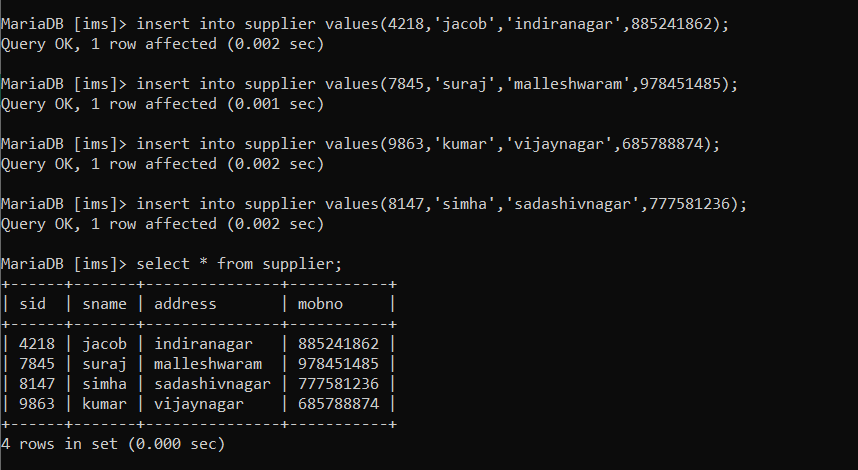 MariaDB [ims]> insert into supplier values(4218,'jacob','indiranagar',885241862);
Query OK, 1 row affected (0.002 sec)
MariaDB [ims]> insert into supplier values(7845,'suraj','malleshwaram',978451485);
Query OK, 1 row affected (0.001 sec)
MariaDB [ims]> insert into supplier values(9863,'kumar','vijaynagar',685788874);
Query OK, 1 row affected (0.002 sec)
MariaDB [ims]> insert into supplier values(8147,'simha','sadashivnagar',777581236);
Query OK, 1 row affected (0.002 sec)
MariaDB [ims]> select * from supplier;
+------+-------+---------------+-----------+
| sid  | sname | address       | mobno     |
+------+-------+---------------+-----------+
| 4218 | jacob | indiranagar   | 885241862 |
| 7845 | suraj | malleshwaram  | 978451485 |
| 8147 | simha | sadashivnagar | 777581236 |
| 9863 | kumar | vijaynagar    | 685788874 |
+------+-------+---------------+-----------+
4 rows in set (0.000 sec)